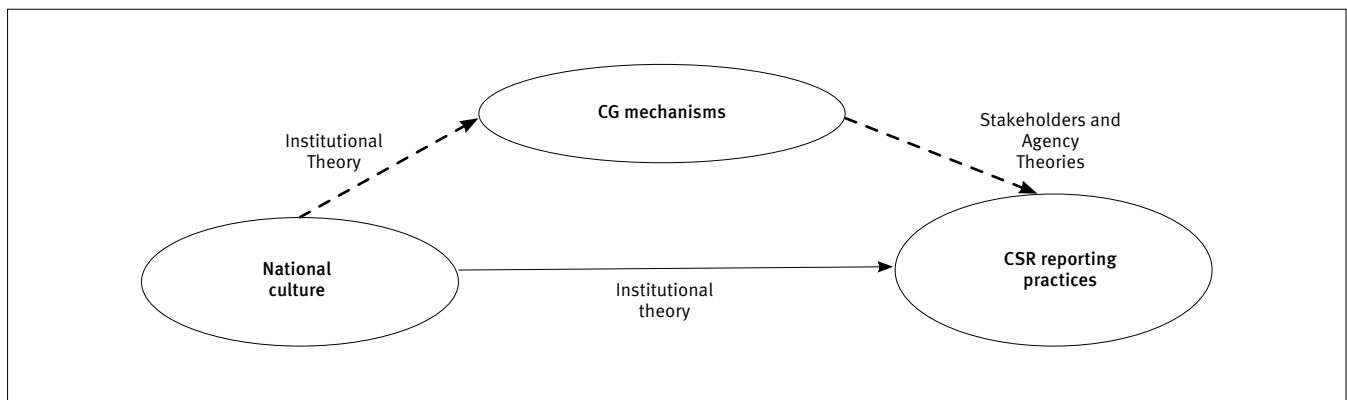 CG mechanisms
Institutional
Theory
Stakeholders and
Agency
Theories
National
culture
Institutional
theory
CSR reporting
practices